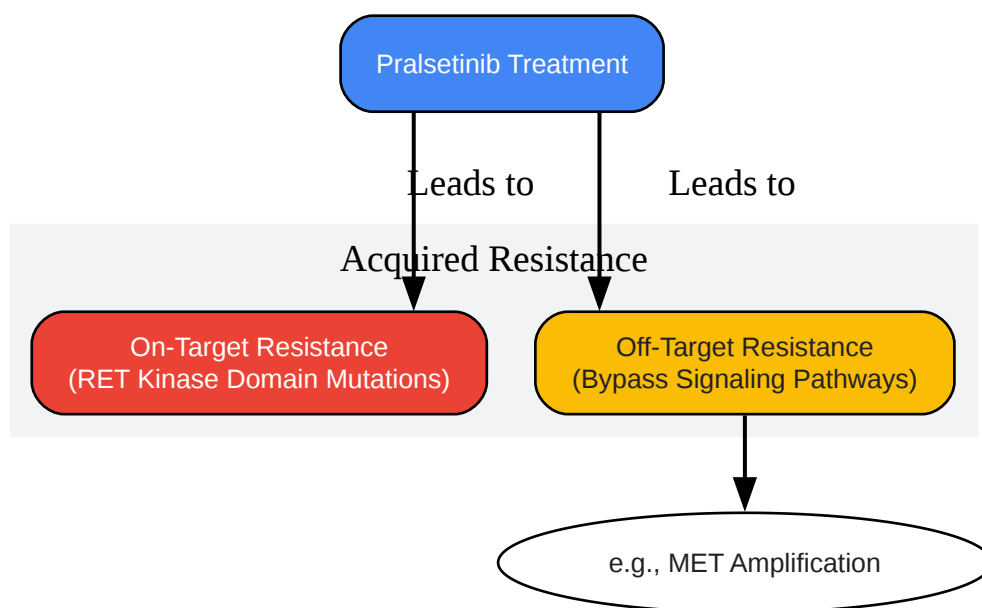 Pralsetinib Treatment
Leads to
Leads to
Acquired Resistance
On-Target Resistance
(RET Kinase Domain Mutations)
Off-Target Resistance
(Bypass Signaling Pathways)
e.g., MET Amplification